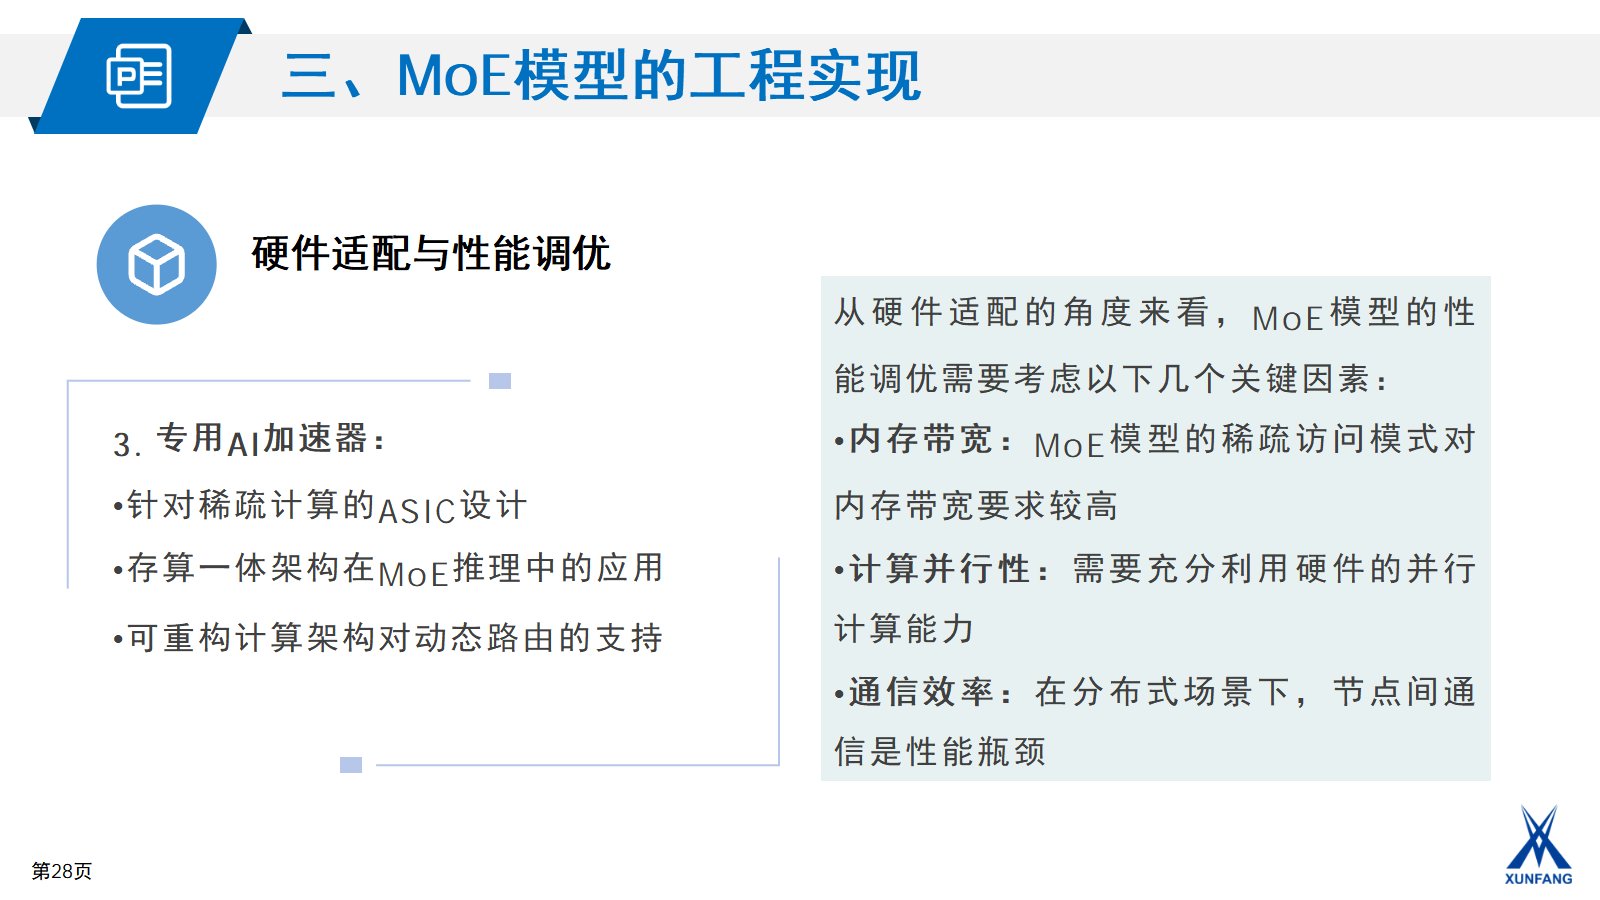 三、MoE模型的工程实现
硬件适配与性能调优
3. 专用AI加速器：
•针对稀疏计算的ASIC设计
•存算一体架构在MoE推理中的应用
•可重构计算架构对动态路由的支持
从硬件适配的角度来看，MoE模型的性
能调优需要考虑以下几个关键因素：
•内存带宽：MoE模型的稀疏访问模式对
内存带宽要求较高
•计算并行性：需要充分利用硬件的并行
计算能力
•通信效率：在分布式场景下，节点间通
信是性能瓶颈
XUNFANG
第28页